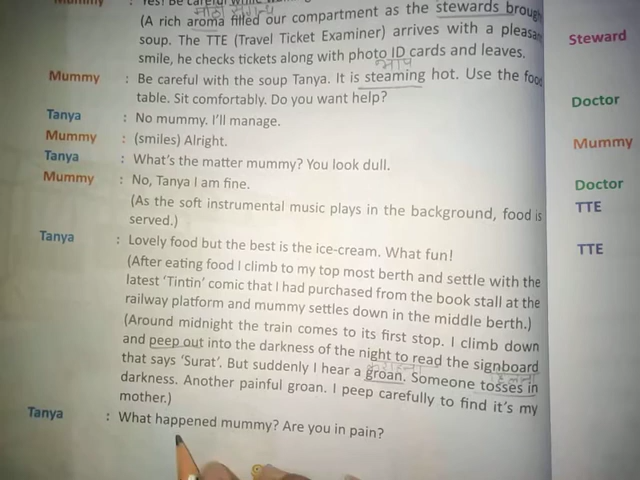 Yes! Be careful while
(A rich aroma filled our compartment as the stewards brough
soup. The TTE (Travel Ticket Examiner) arrives with a pleasan
smile, he checks tickets along with photo ID cards and leaves.
भाप
Mummy : Be careful with the soup Tanya. It is steaming hot. Use the foo
table. Sit comfortably. Do you want help?
Tanya : No mummy. I'll manage.
Mummy : (smiles) Alright.
Tanya : What's the matter mummy? You look dull.
Mummy : No, Tanya I am fine.
(As the soft instrumental music plays in the background, food is
served.)
Tanya : Lovely food but the best is the ice-cream. What fun!
(After eating food I climb to my top most berth and settle with the
latest 'Tintin' comic that I had purchased from the book stall at the
railway platform and mummy settles down in the middle berth.)
(Around midnight the train comes to its first stop. I climb down
and peep out into the darkness of the night to read the signboard
that says 'Surat'. But suddenly I hear a groan. Someone tosses in
darkness. Another painful groan. I peep carefully to find it's my
mother.)
Tanya : What happened mummy? Are you in pain?
Steward
Doctor
Mummy
Doctor
TTE
TTE